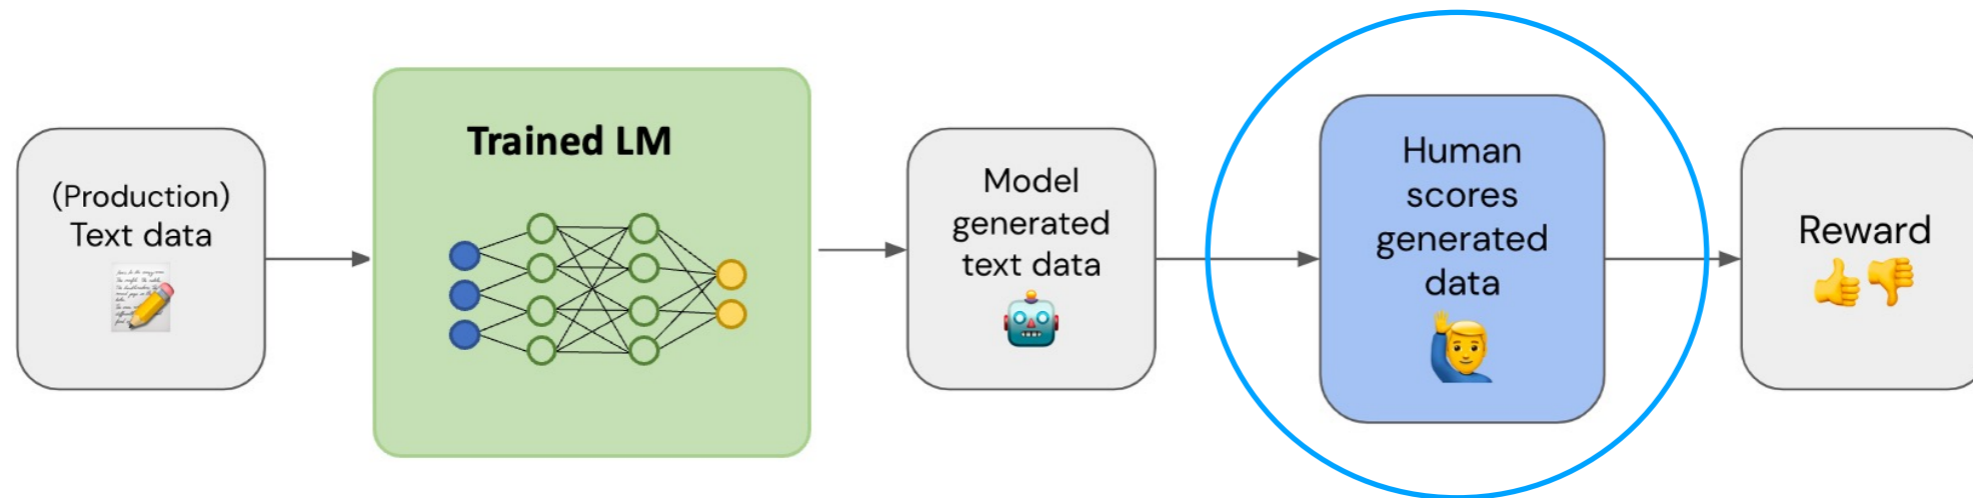 (Production)
Text data
Trained LM
Model
generated
text data
Human
scores
generated
data
Reward